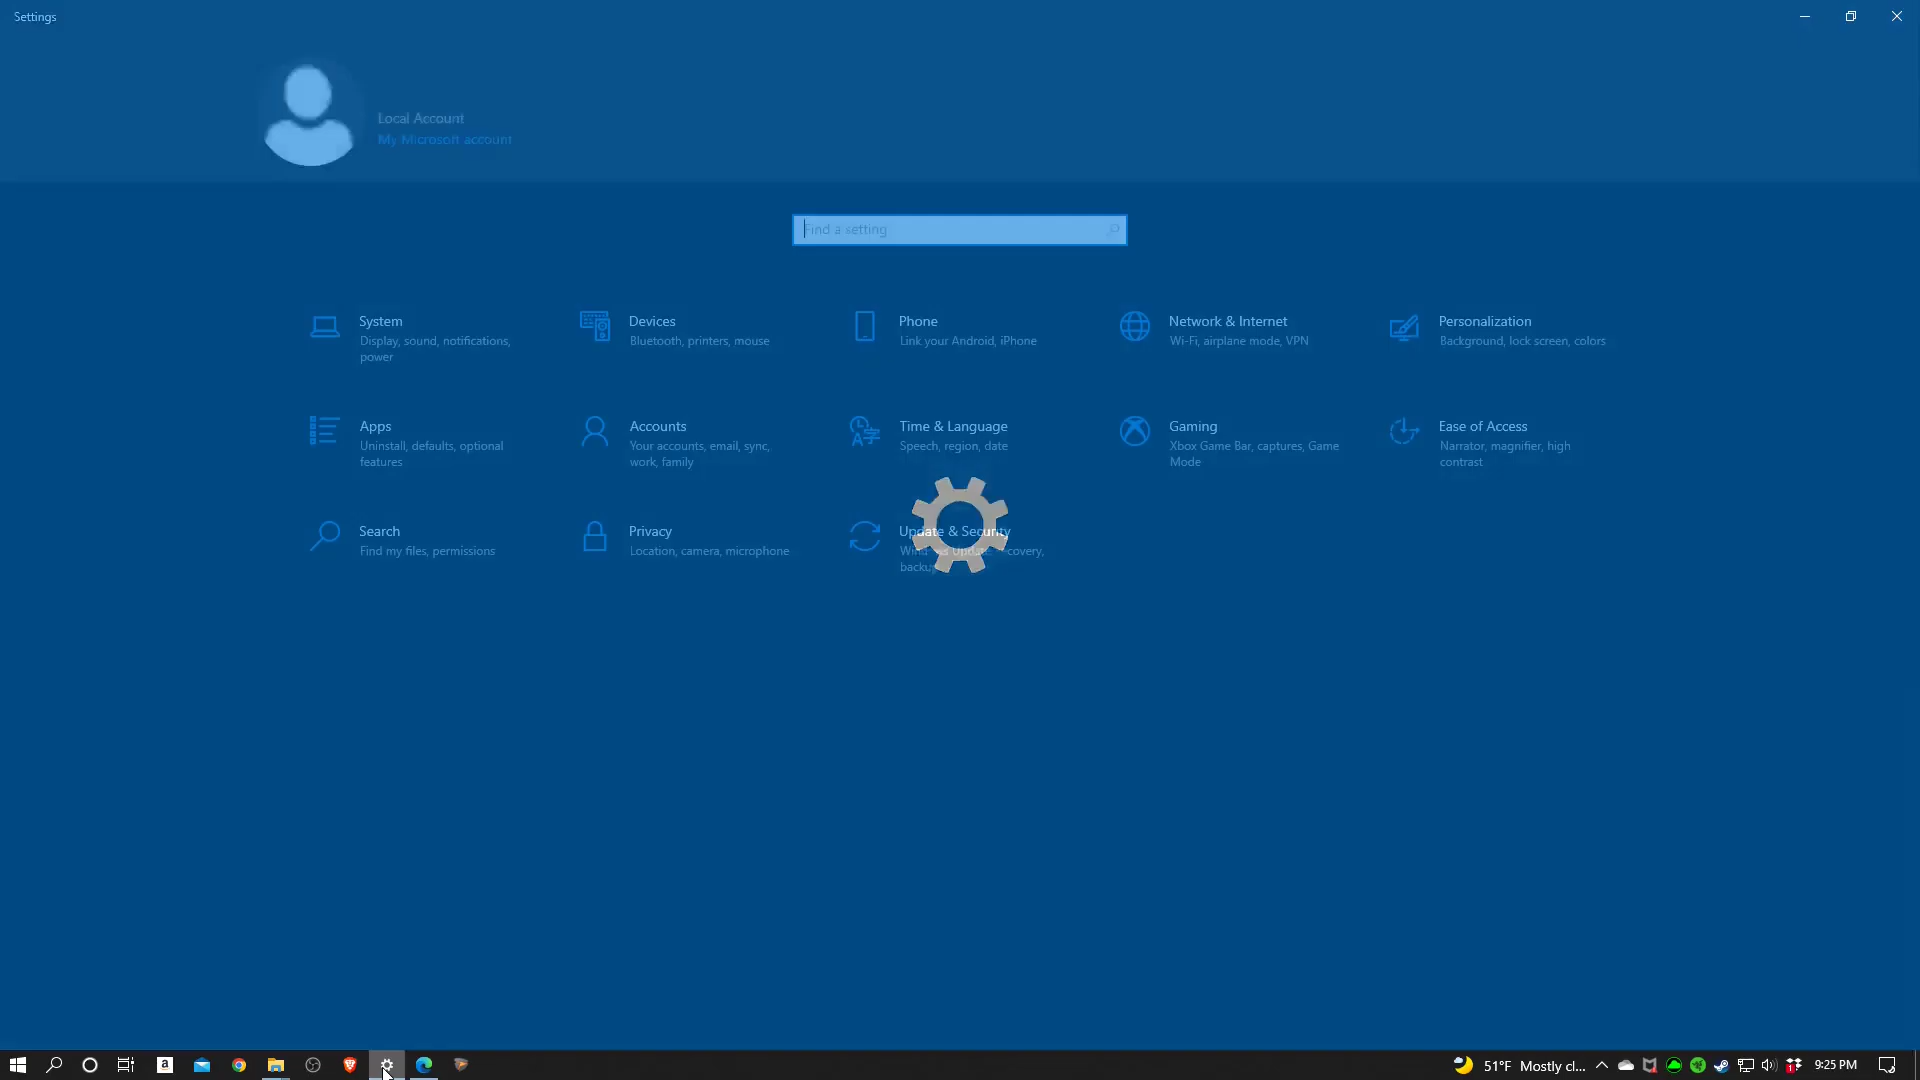 Settings
Local Account
My Microsoft account
Find a setting
System
Display, sound, notifications,
power
Devices
Bluetooth, printers, mouse
Phone
Link your Android, iPhone
Network & Internet
Wi-Fi, airplane mode, VPN
Personalization
Background, lock screen, colors
Apps
Uninstall, defaults, optional
features
Accounts
Your accounts, email, sync,
work, family
Time & Language
Speech, region, date
Gaming
Xbox Game Bar, captures, Game
Mode
Ease of Access
Narrator, magnifier, high
contrast
Search
Find my files, permissions
Privacy
Location, camera, microphone
Update & Security
51°F Mostly cl... 9:25 PM